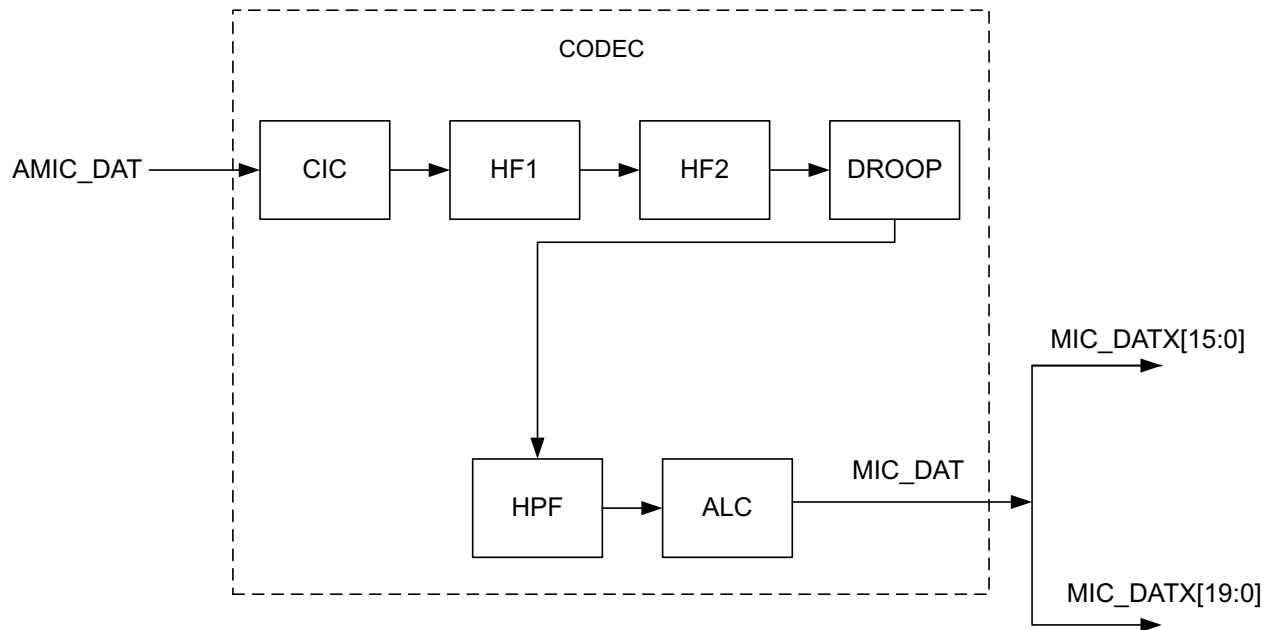 CODEC
AMIC_DAT
CIC
HF1
HF2
DROOP
MIC_DATX[15:0]
HPF
ALC
MIC_DAT
MIC_DATX[19:0]